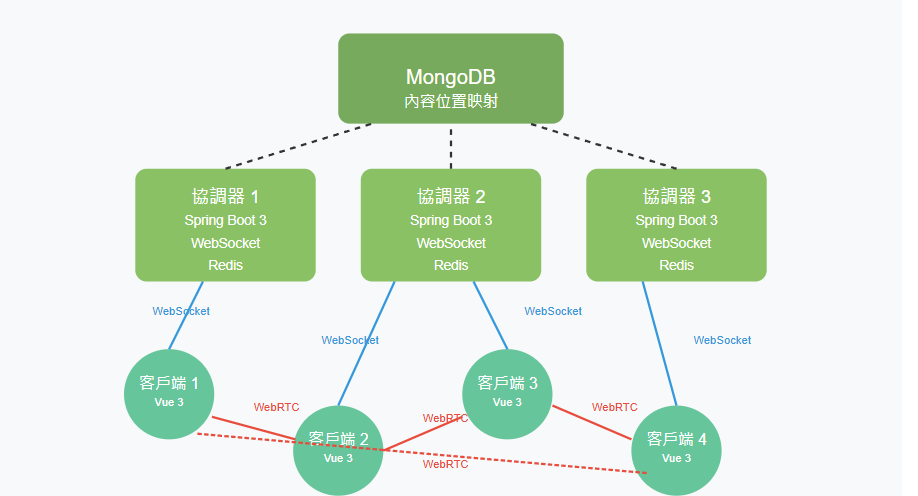 MongoDB
內容位置映射
協調器 1
Spring Boot 3
WebSocket
Redis
協調器 2
Spring Boot 3
WebSocket
Redis
協調器 3
Spring Boot 3
WebSocket
Redis
WebSocket
WebSocket
WebSocket
WebSocket
客戶端 1
Vue 3
客戶端 2
Vue 3
客戶端 3
Vue 3
客戶端 4
Vue 3
WebRTC
WebRTC
WebRTC
WebRTC